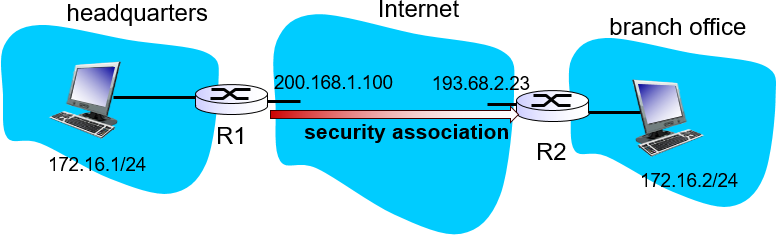 headquarters
Internet
branch office
200.168.1.100
193.68.2.23
security association
R1
R2
172.16.1/24
172.16.2/24